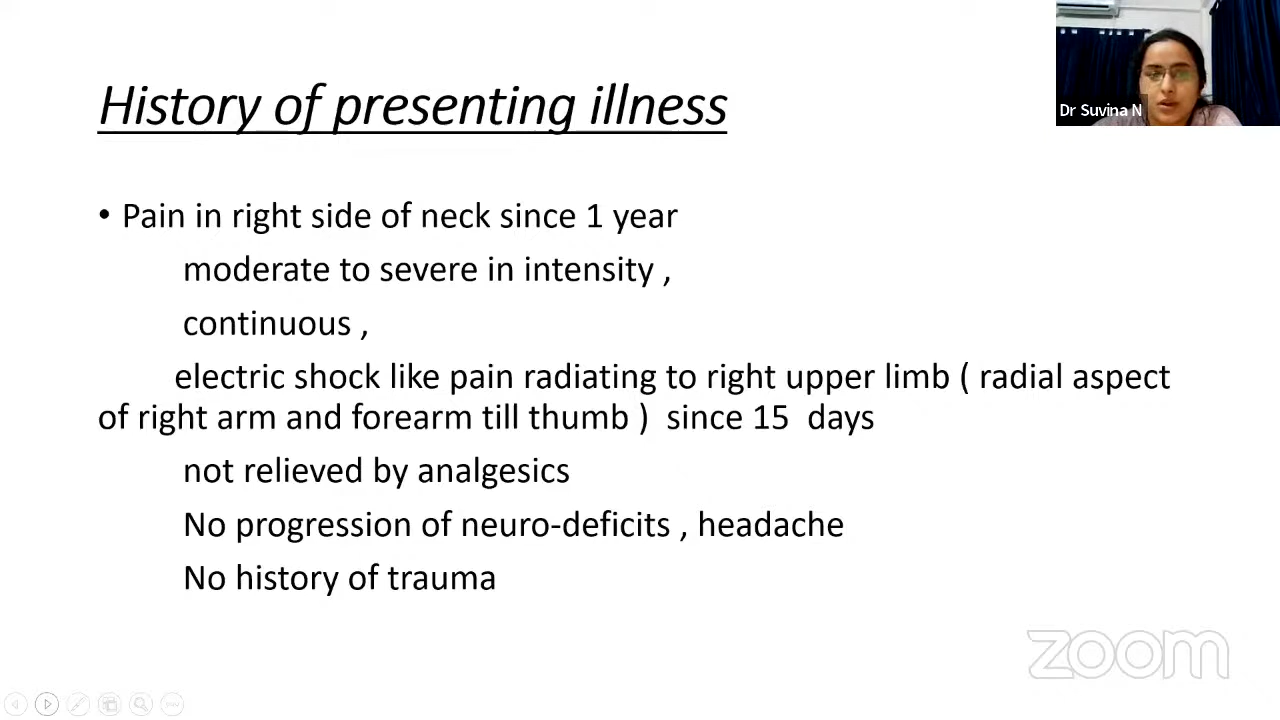 History of presenting illness
Dr Suvina N
• Pain in right side of neck since 1 year
moderate to severe in intensity ,
continuous ,
electric shock like pain radiating to right upper limb ( radial aspect
of right arm and forearm till thumb ) since 15 days
not relieved by analgesics
No progression of neuro-deficits , headache
No history of trauma
zoom